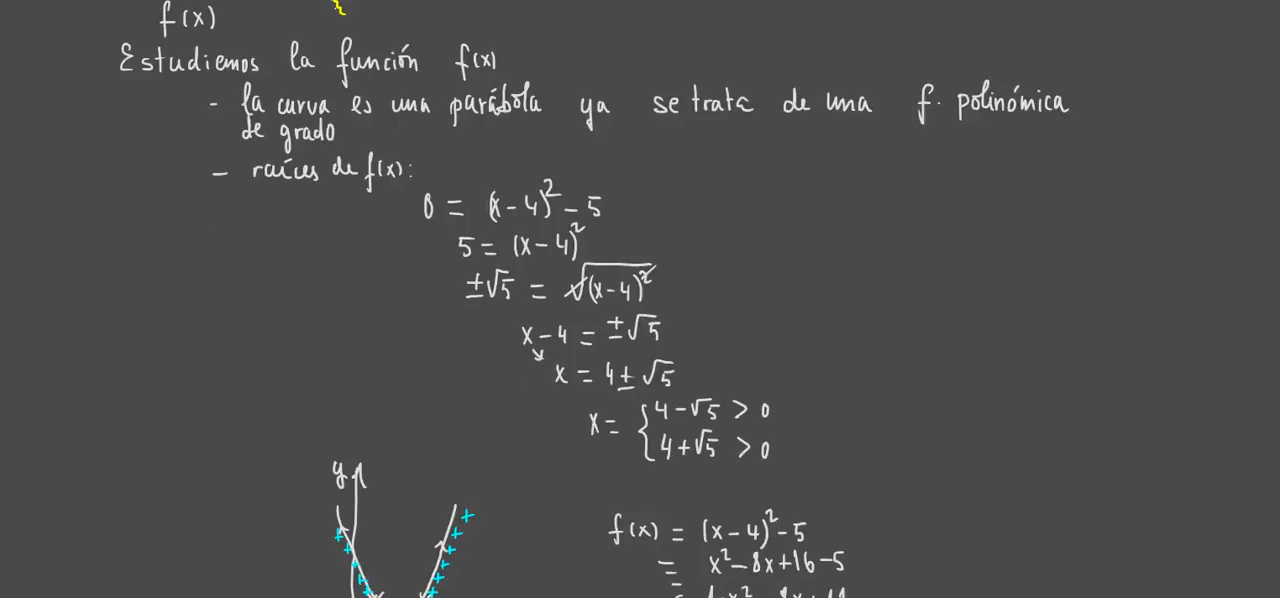 f(x)
Estudiemos la función f(x)
- la curva es una parábola ya se trata de una f. polinómica
de grado
- raíces de f(x):
0 = (x-4)² - 5
5 = (x-4)²
±√5 = √(x-4)²
x-4 = ±√5
x = 4±√5
x = { 4-√5 > 0
4+√5 > 0
y
f(x) = (x-4)² - 5
= x² - 8x + 16 - 5